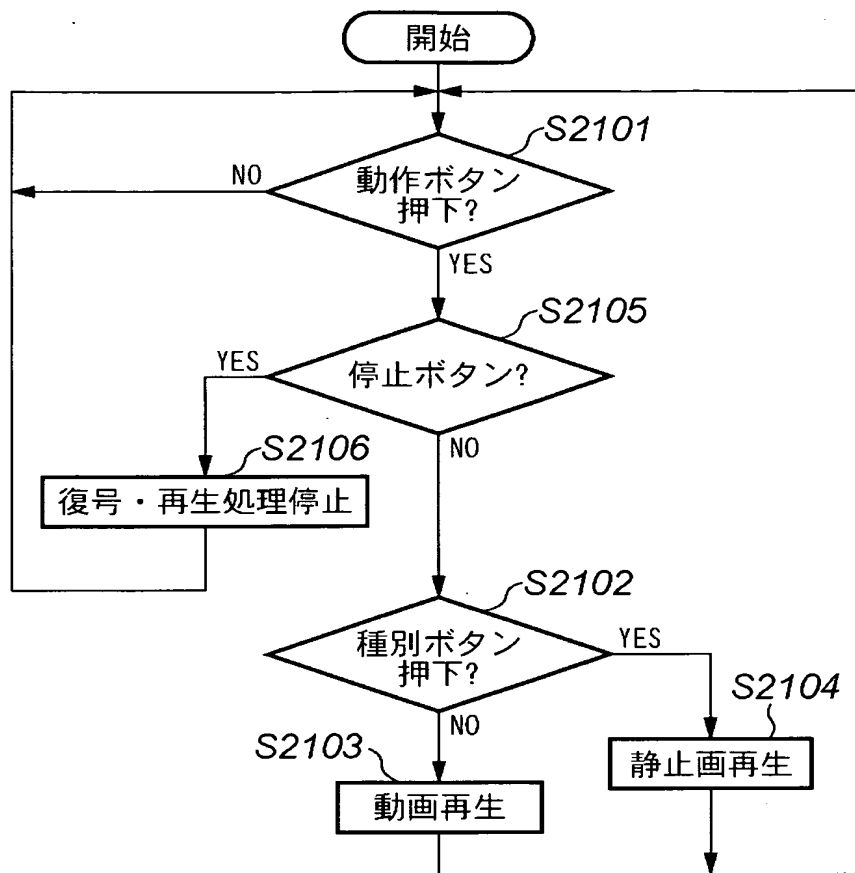 開始
S2101
動作ボタン
押下?
NO
YES
S2105
停止ボタン?
YES
NO
S2106
復号・再生処理停止
S2102
種別ボタン
押下?
YES
NO
S2104
静止画再生
S2103
動画再生